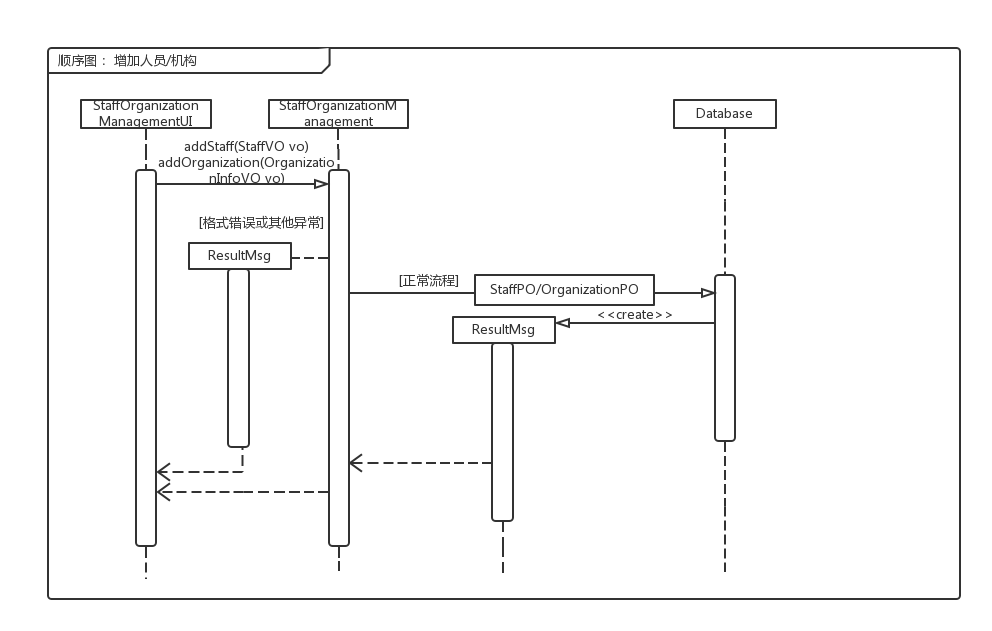 顺序图： 增加人员/机构
StaffOrganization
ManagementUI
StaffOrganizationM
anagement
Database
addStaff(StaffVO vo)
addOrganization(Organizatio
nInfoVO vo)
[格式错误或其他异常]
ResultMsg
[正常流程]
StaffPO/OrganizationPO
<<create>>
ResultMsg